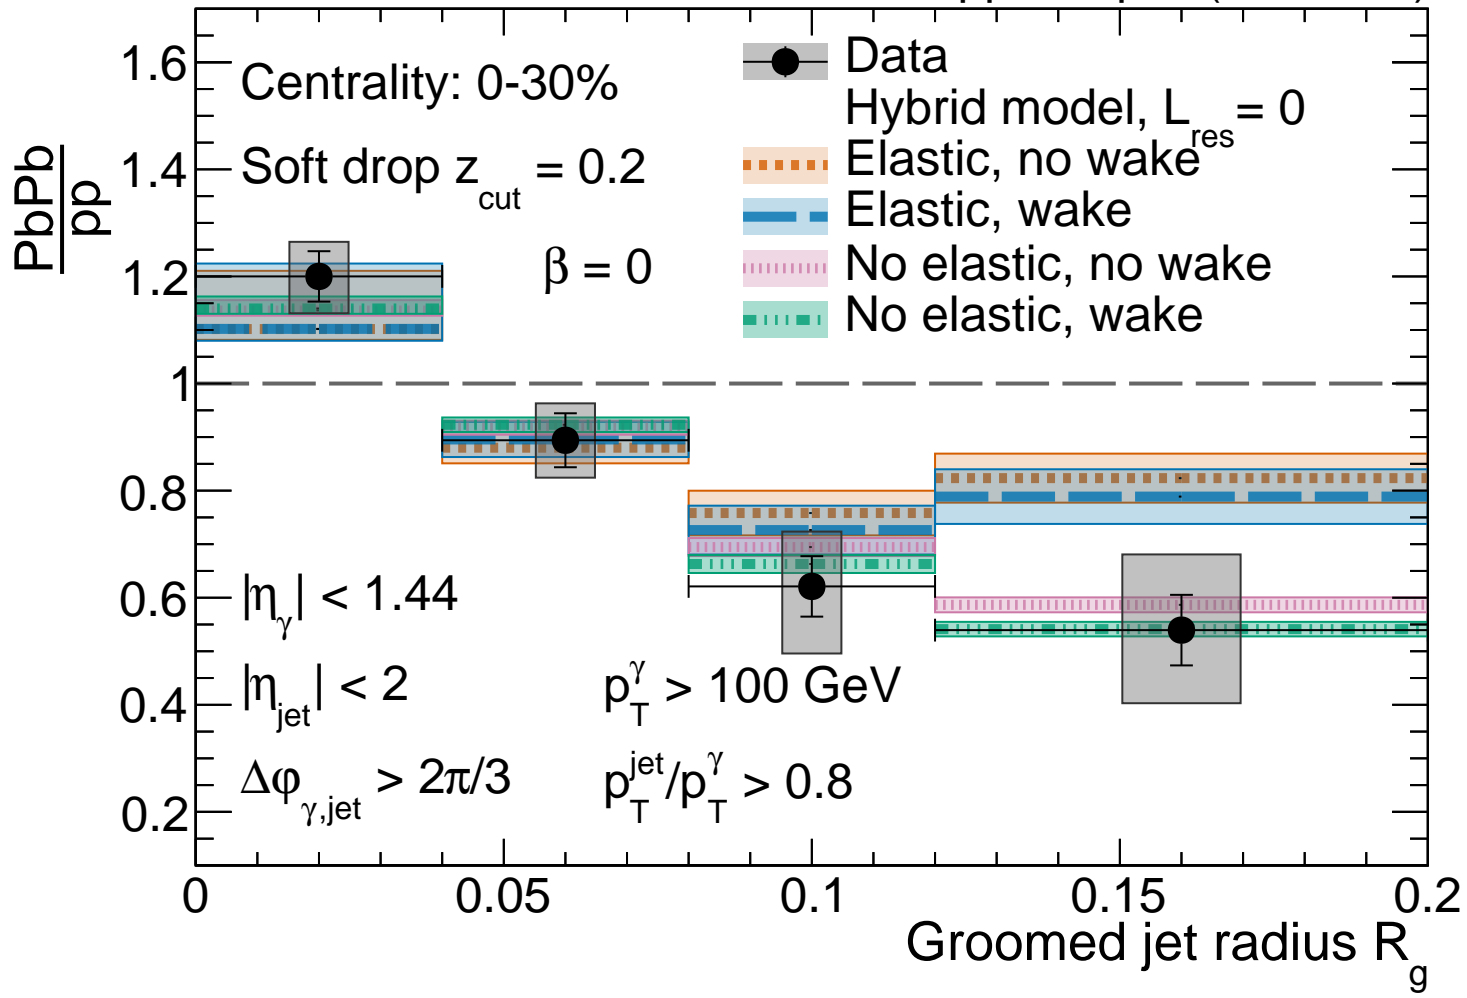 Data
Hybrid model, L_res = 0
Elastic, no wake
Elastic, wake
No elastic, no wake
No elastic, wake
Centrality: 0-30%
Soft drop z_cut = 0.2
β = 0
PbPb
pp
1.6
1.4
1.2
1
0.8
0.6
0.4
0.2
|η_γ| < 1.44
|η_jet| < 2
Δφ_γ,jet > 2π/3
p_T^γ > 100 GeV
p_T^jet/p_T^γ > 0.8
0 0.05 0.1 0.15 0.2
Groomed jet radius R_g